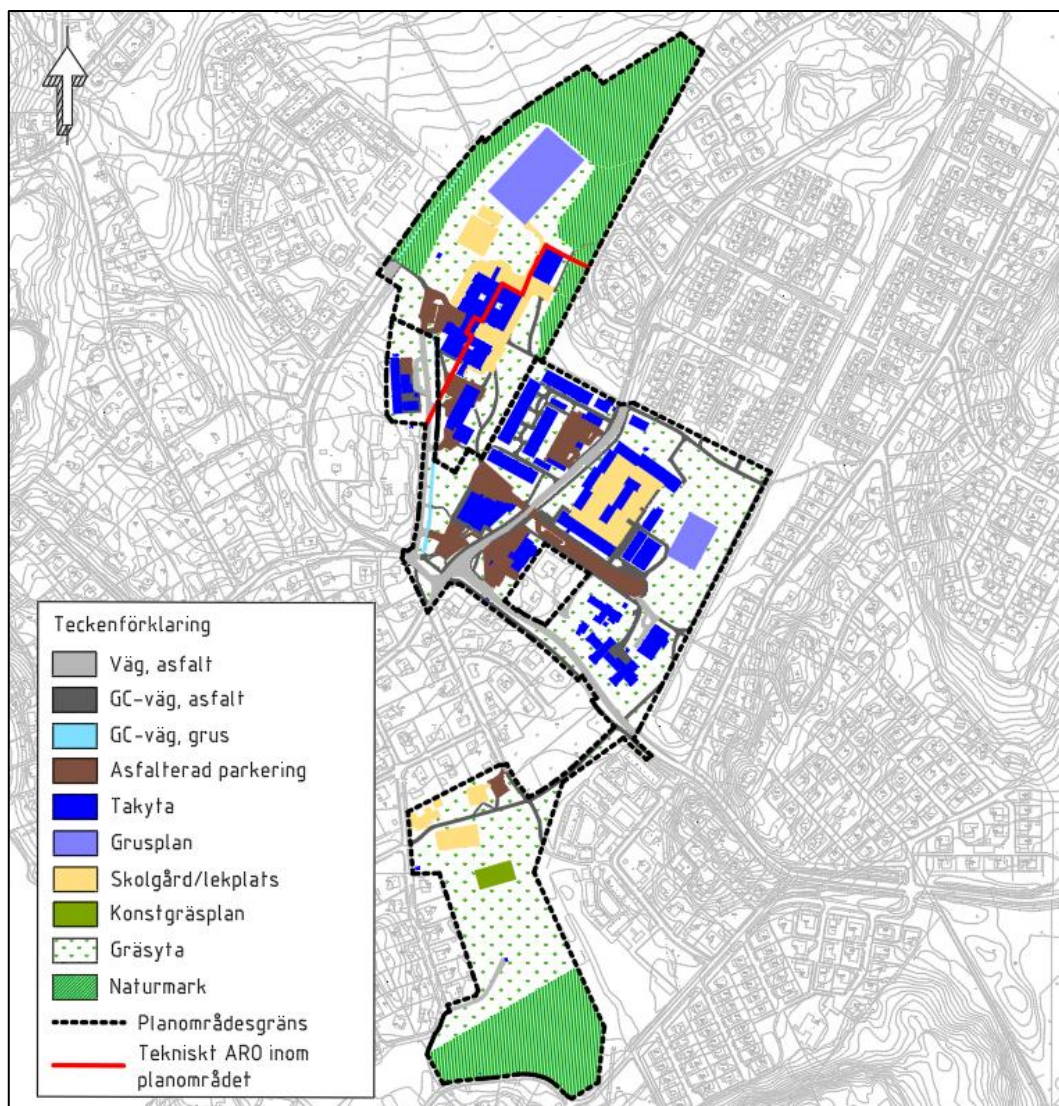 Teckenförklaring
Väg, asfalt
GC-väg, asfalt
GC-väg, grus
Asfalterad parkering
Takyta
Grusplan
Skolgård/lekplats
Konstgräsplan
Gräsyta
Naturmark
Planområdesgräns
Tekniskt ARO inom
planområdet